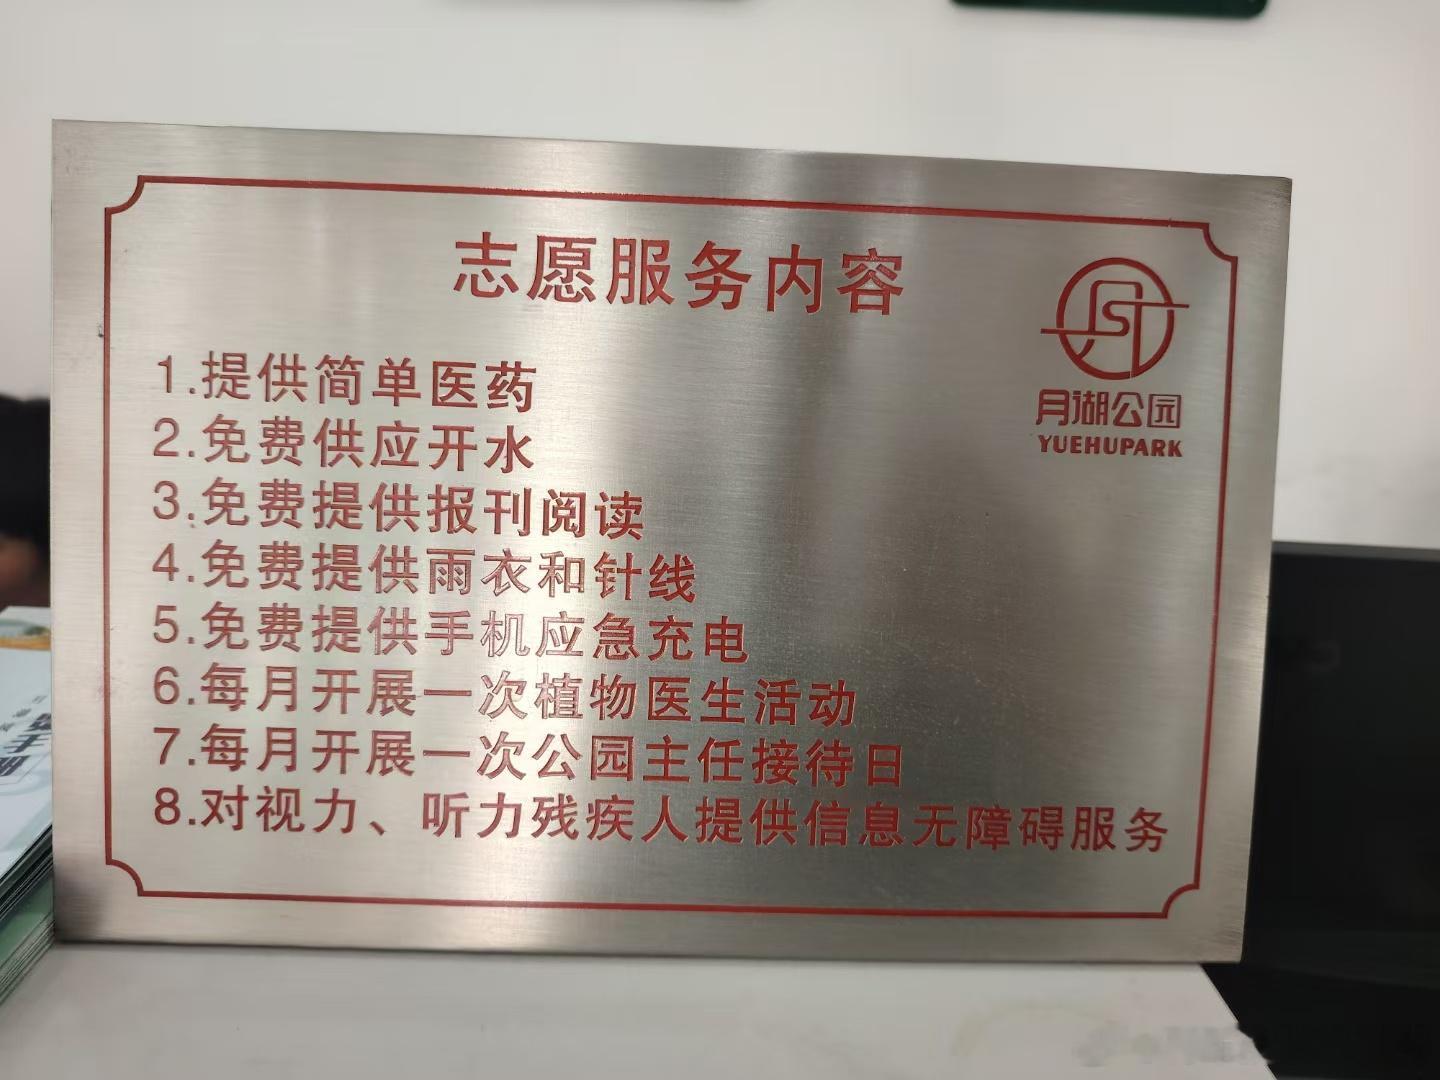 志愿服务内容
月湖公园
YUEHUPARK
1.提供简单医药
2.免费供应开水
3.免费提供报刊阅读
4.免费提供雨衣和针线
5.免费提供手机应急充电
6.每月开展一次植物医生活动
7.每月开展一次公园主任接待日
8.对视力、听力残疾人提供信息无障碍服务